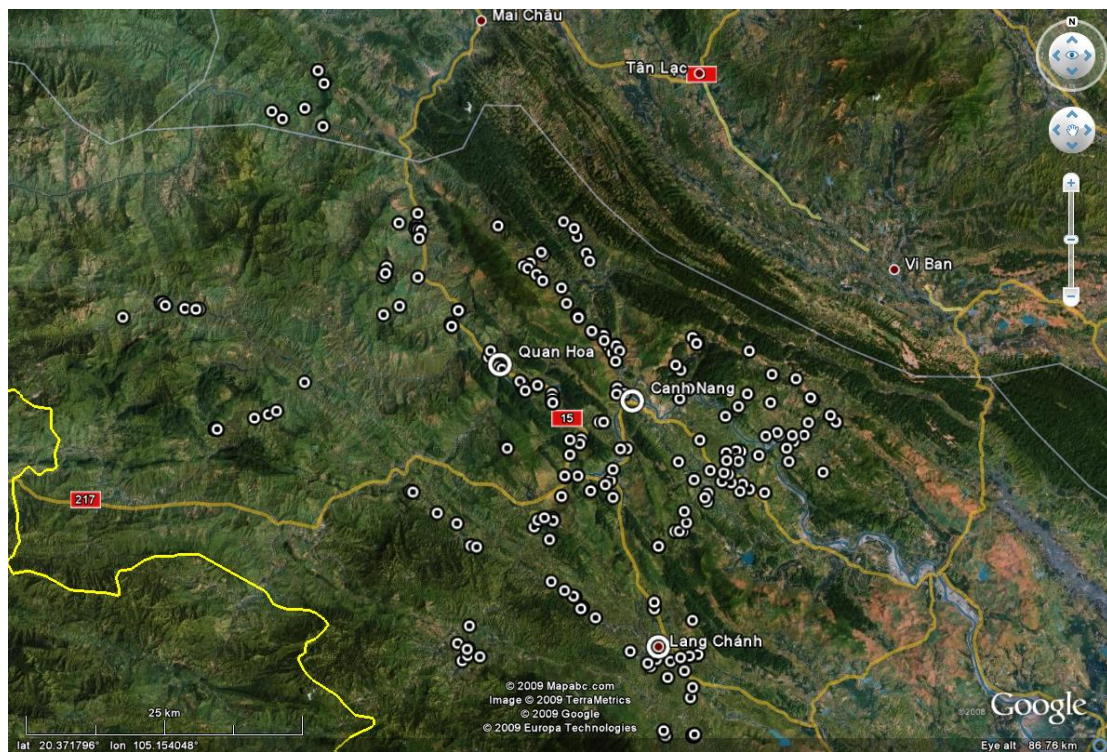 Mai Châu
N
Tân Lạc
Vi Ban
Quan Hoa
Canh Nang
15
217
Lang Chánh
© 2009 Mapabc.com
Image © 2009 TerraMetrics
© 2009 Google
© 2009 Europa Technologies
©2008 Google
25 km
lat 20.371796° lon 105.154048°
Eye alt 86.76 km